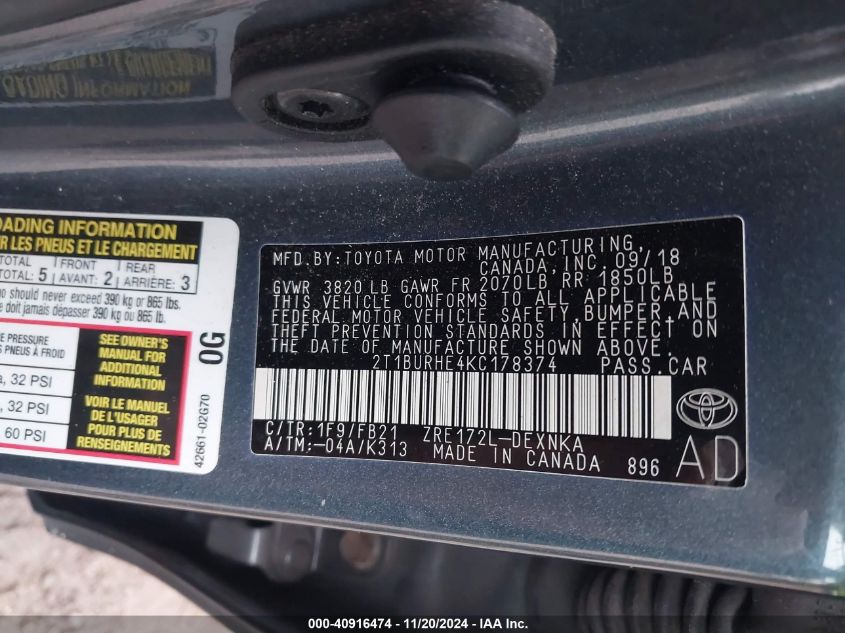 OADING INFORMATION
R LES PNEUS ET LE CHARGEMENT
TOTAL FRONT REAR
TOTAL: 5 AVANT: 2 ARRIÈRE: 3
should never exceed 390 kg or 865 lbs.
e doit jamais dépasser 390 kg ou 865 lb.
E PRESSURE
PNEUS À FROID
, 32 PSI
, 32 PSI
60 PSI
SEE OWNER'S
MANUAL FOR
ADDITIONAL
INFORMATION
VOIR LE MANUEL
DE L'USAGER
POUR PLUS DE
RENSEIGNEMENTS
OG
42661-02G70
MFD. BY: TOYOTA MOTOR MANUFACTURING,
CANADA, INC. 09/18
GVWR 3820 LB GAWR FR 2070LB RR 1850LB
THIS VEHICLE CONFORMS TO ALL APPLICABLE
FEDERAL MOTOR VEHICLE SAFETY, BUMPER, AND
THEFT PREVENTION STANDARDS IN EFFECT ON
THE DATE OF MANUFACTURE SHOWN ABOVE.
2T1BURHE4KC178374 PASS. CAR
C/TR: 1F9/FB21 ZRE172L-DEXNKA
A/TM: -04A/K313 MADE IN CANADA 896
AD
000-40916474 - 11/20/2024 - IAA Inc.